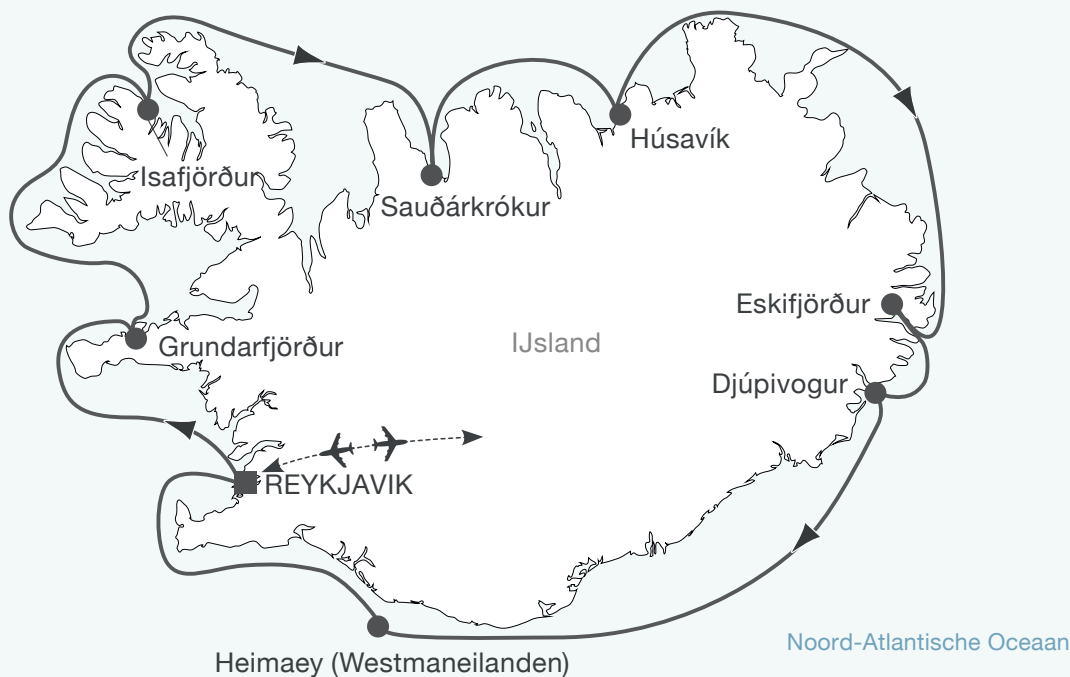 Isafjörður
Sauðárkrókur
Húsavík
Eskifjörður
Grundarfjörður
IJsland
Djúpivogur
REYKJAVIK
Noord-Atlantische Oceaan
Heimaey (Westmaneilanden)